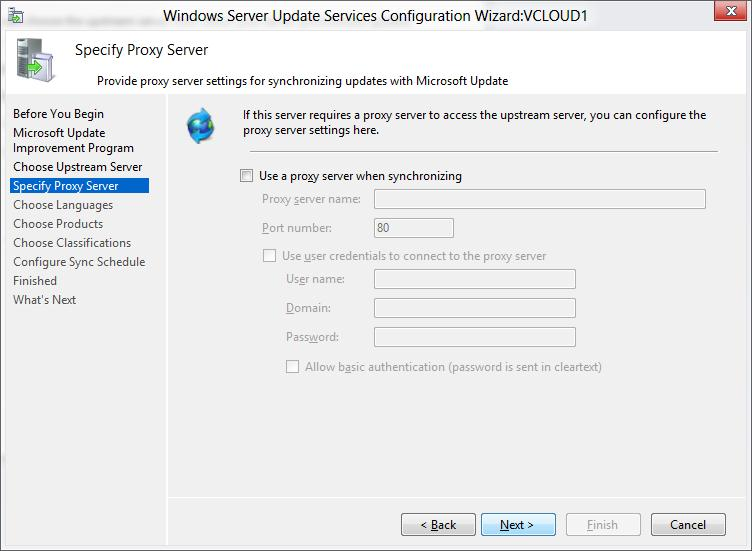 Windows Server Update Services Configuration Wizard:VCLOUD1
Specify Proxy Server
Provide proxy server settings for synchronizing updates with Microsoft Update
Before You Begin
Microsoft Update
Improvement Program
Choose Upstream Server
Specify Proxy Server
Choose Languages
Choose Products
Choose Classifications
Configure Sync Schedule
Finished
What's Next
If this server requires a proxy server to access the upstream server, you can configure the
proxy server settings here.
Use a proxy server when synchronizing
Proxy server name:
Port number: 80
Use user credentials to connect to the proxy server
User name:
Domain:
Password:
Allow basic authentication (password is sent in cleartext)
< Back Next > Finish Cancel